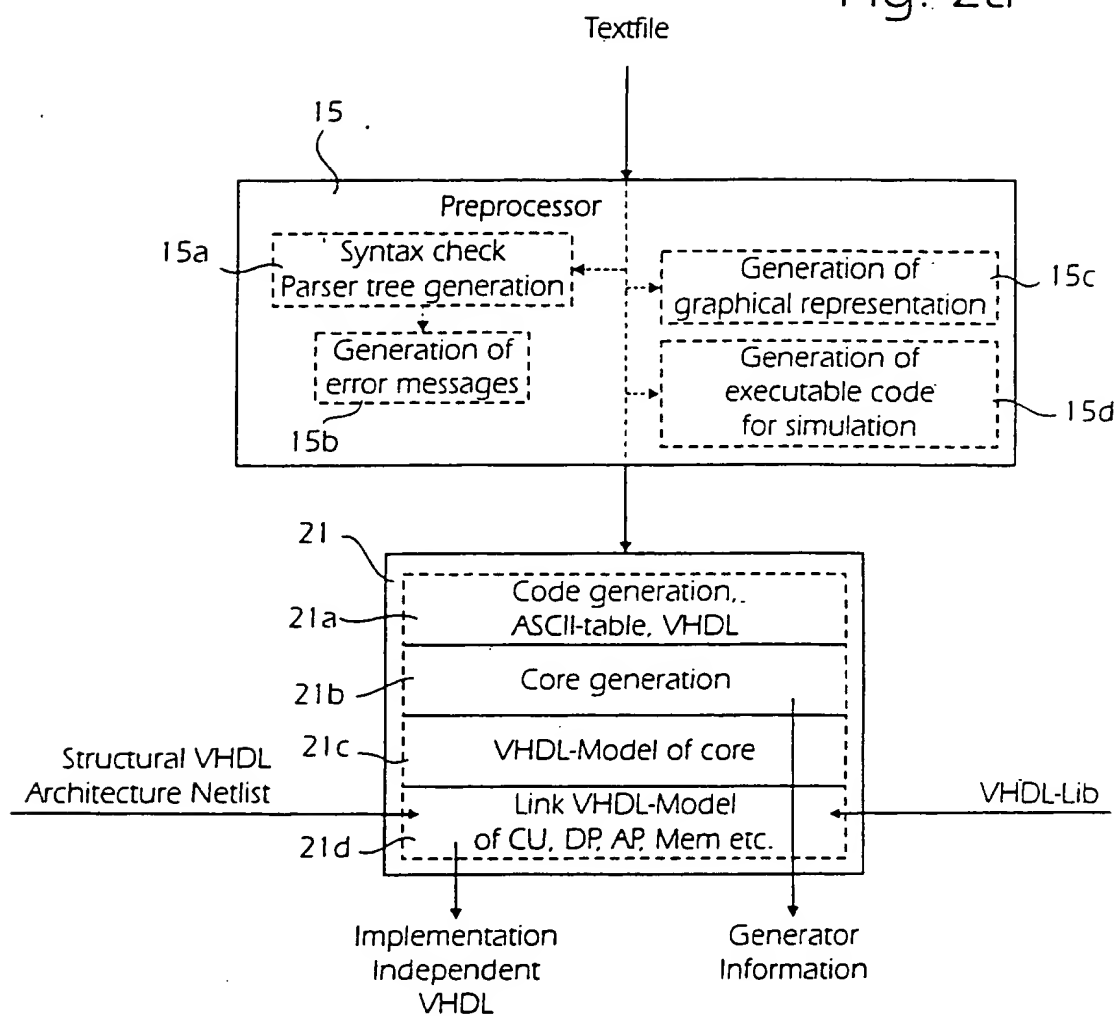 Textfile
15
Preprocessor
15a
Syntax check
Parser tree generation
Generation of
error messages
15b
Generation of
graphical representation
15c
Generation of
executable code
for simulation
15d
21
21a
Code generation,
ASCII-table, VHDL
21b
Core generation
21c
VHDL-Model of core
Structural VHDL
Architecture Netlist
21d
Link VHDL-Model
of CU, DP, AP, Mem etc.
VHDL-Lib
Implementation
Independent
VHDL
Generator
Information